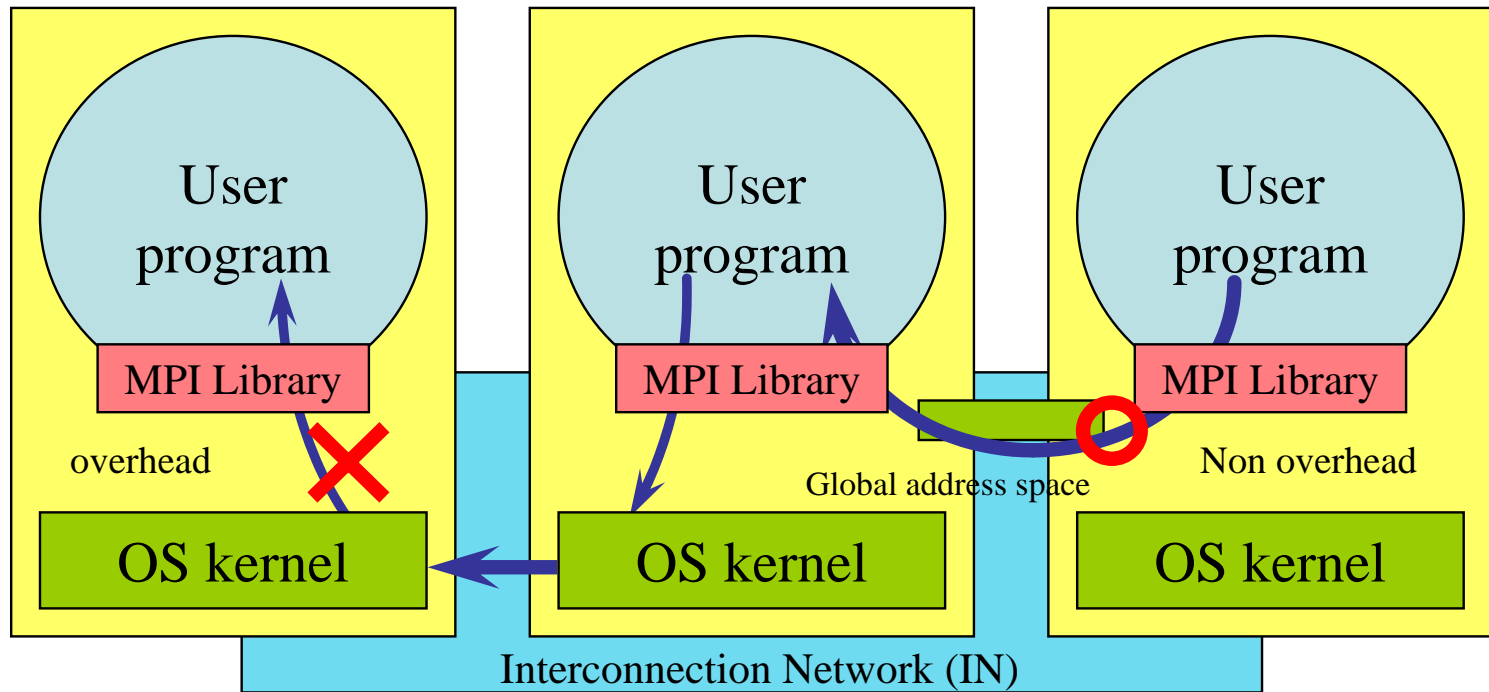 User
program
User
program
User
program
MPI Library
MPI Library
MPI Library
overhead
Global address space
Non overhead
OS kernel
OS kernel
OS kernel
Interconnection Network (IN)